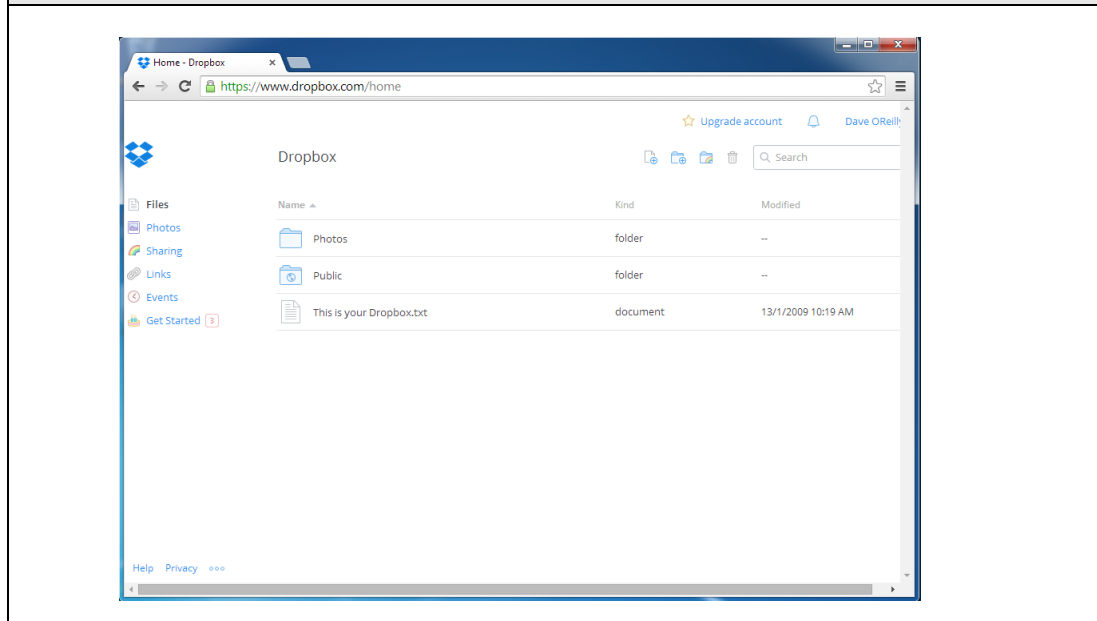 Home - Dropbox
https://www.dropbox.com/home
Upgrade account Dave OReilly
Dropbox Search
Files Name Kind Modified
Photos
Photos folder --
Sharing
Links Public folder --
Events
Get Started 3 This is your Dropbox.txt document 13/1/2009 10:19 AM
Help Privacy